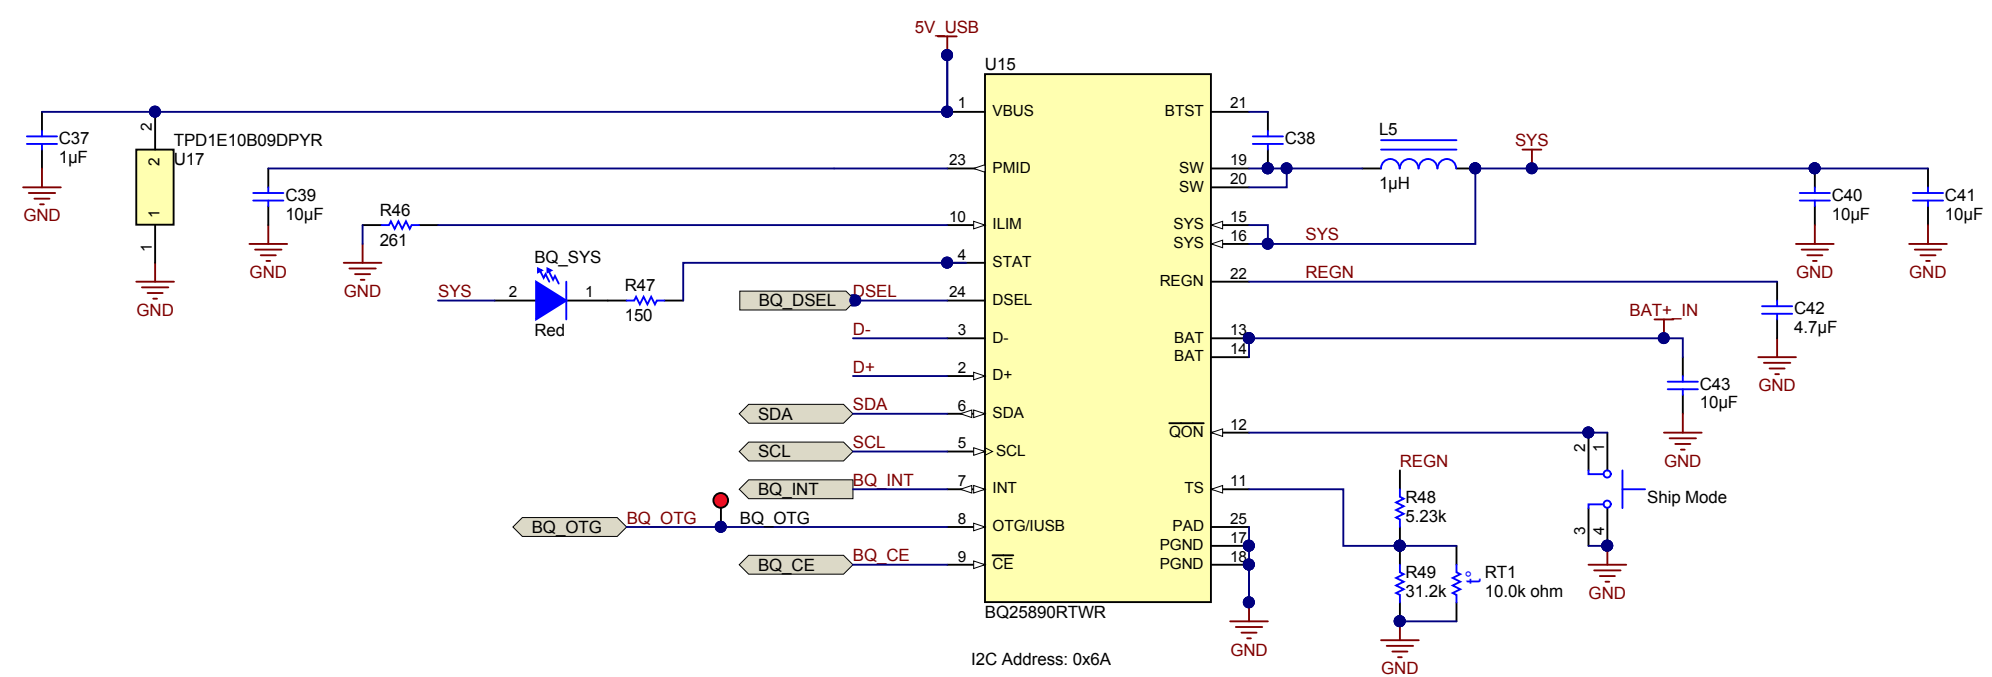 5V_USB
U15
1 VBUS
BTST 21
2
C37
1µF
TPD1E10B09DPYR
U17
2
1
1
GND
GND
C38
L5
1µH
SYS
23 PMID
SW 19
SW 20
C39
10µF
GND
C40
10µF
GND
C41
10µF
GND
R46
261
GND
10 ILIM
SYS 15
SYS 16
SYS
BQ_SYS
4 STAT
REGN 22
REGN
SYS
2
1
Red
R47
150
BQ_DSEL
DSEL
24 DSEL
C42
4.7µF
GND
D-
3 D-
BAT 13
BAT 14
BAT+_IN
D+
2 D+
C43
10µF
GND
SDA
SDA
6 SDA
QON 12
SCL
SCL
5 SCL
2
1
3
4
Ship Mode
GND
BQ_INT
BQ_INT
7 INT
TS 11
REGN
R48
5.23k
BQ_OTG
BQ_OTG
BQ_OTG
8 OTG/IUSB
PAD 25
PGND 17
PGND 18
BQ_CE
BQ_CE
9 CE
R49
31.2k
t°
RT1
10.0k ohm
BQ25890RTWR
GND
GND
I2C Address: 0x6A